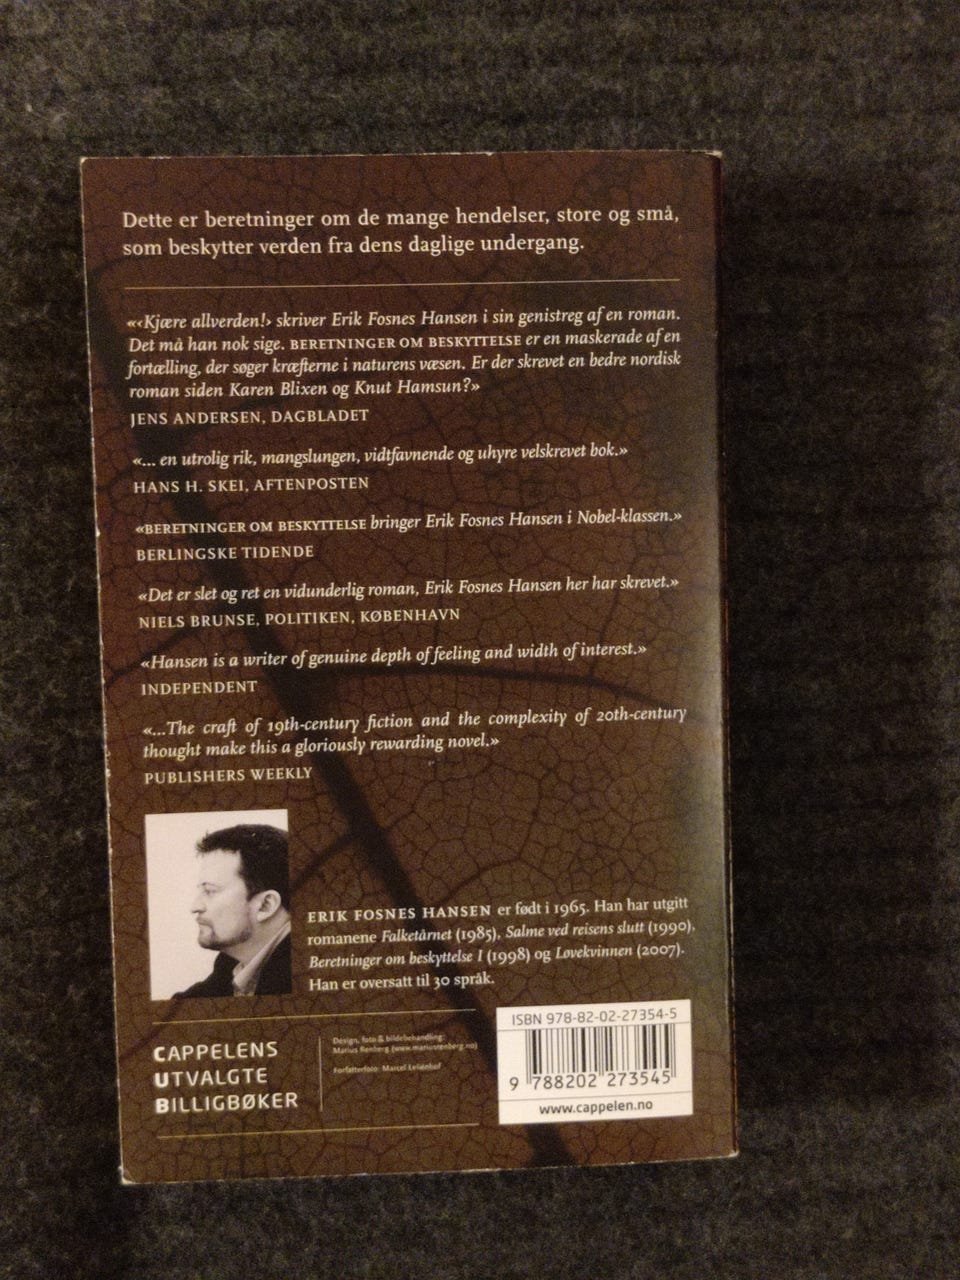 Dette er beretninger om de mange hendelser, store og små,
som beskytter verden fra dens daglige undergang.
«‹Kjære allverden!› skriver Erik Fosnes Hansen i sin genistreg af en roman.
Det må han nok sige. BERETNINGER OM BESKYTTELSE er en maskerade af en
fortælling, der søger kræfterne i naturens væsen. Er der skrevet en bedre nordisk
roman siden Karen Blixen og Knut Hamsun?»
JENS ANDERSEN, DAGBLADET
«... en utrolig rik, mangslungen, vidtfavnende og uhyre velskrevet bok.»
HANS H. SKEI, AFTENPOSTEN
«BERETNINGER OM BESKYTTELSE bringer Erik Fosnes Hansen i Nobel-klassen.»
BERLINGSKE TIDENDE
«Det er slet og ret en vidunderlig roman, Erik Fosnes Hansen her har skrevet.»
NIELS BRUNSE, POLITIKEN, KØBENHAVN
«Hansen is a writer of genuine depth of feeling and width of interest.»
INDEPENDENT
«...The craft of 19th-century fiction and the complexity of 20th-century
thought make this a gloriously rewarding novel.»
PUBLISHERS WEEKLY
ERIK FOSNES HANSEN er født i 1965. Han har utgitt
romanene Falketårnet (1985), Salme ved reisens slutt (1990),
Beretninger om beskyttelse I (1998) og Løvekvinnen (2007).
Han er oversatt til 30 språk.
CAPPELENS
UTVALGTE
BILLIGBØKER
Design, foto & bildebehandling:
Marius Renberg
Forfatterfoto: Marcel
ISBN 978-82-02-27354-5
9 788202 273545
www.cappelen.no